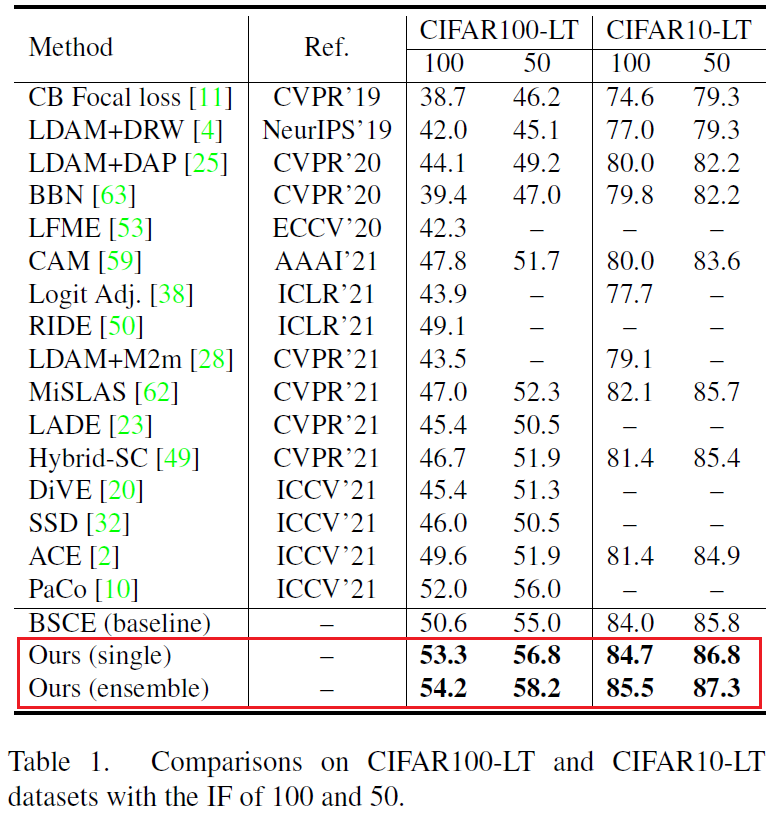 Method Ref. CIFAR100-LT CIFAR10-LT
100 50 100 50
CB Focal loss [11] CVPR'19 38.7 46.2 74.6 79.3
LDAM+DRW [4] NeurIPS'19 42.0 45.1 77.0 79.3
LDAM+DAP [25] CVPR'20 44.1 49.2 80.0 82.2
BBN [63] CVPR'20 39.4 47.0 79.8 82.2
LFME [53] ECCV'20 42.3 – – –
CAM [59] AAAI'21 47.8 51.7 80.0 83.6
Logit Adj. [38] ICLR'21 43.9 – 77.7 –
RIDE [50] ICLR'21 49.1 – – –
LDAM+M2m [28] CVPR'21 43.5 – 79.1 –
MiSLAS [62] CVPR'21 47.0 52.3 82.1 85.7
LADE [23] CVPR'21 45.4 50.5 – –
Hybrid-SC [49] CVPR'21 46.7 51.9 81.4 85.4
DiVE [20] ICCV'21 45.4 51.3 – –
SSD [32] ICCV'21 46.0 50.5 – –
ACE [2] ICCV'21 49.6 51.9 81.4 84.9
PaCo [10] ICCV'21 52.0 56.0 – –
BSCE (baseline) – 50.6 55.0 84.0 85.8
Ours (single) – 53.3 56.8 84.7 86.8
Ours (ensemble) – 54.2 58.2 85.5 87.3
Table 1. Comparisons on CIFAR100-LT and CIFAR10-LT
datasets with the IF of 100 and 50.